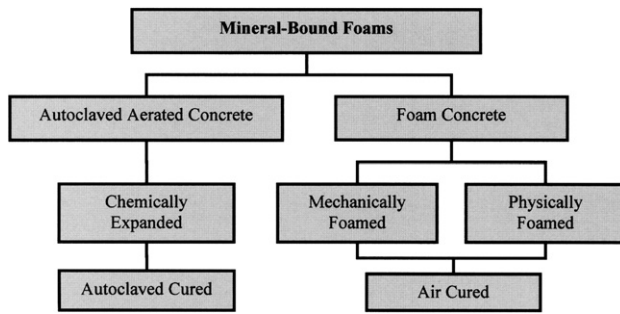 Mineral-Bound Foams
Autoclaved Aerated Concrete
Foam Concrete
Chemically
Expanded
Mechanically
Foamed
Physically
Foamed
Autoclaved Cured
Air Cured